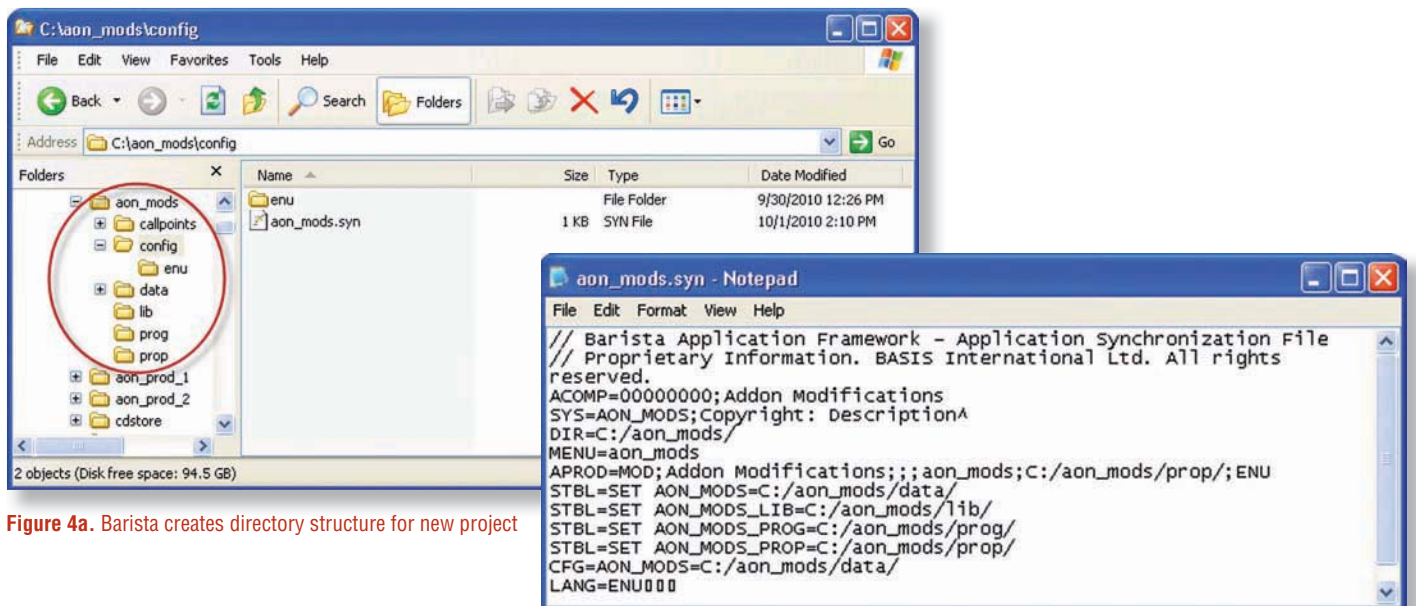 C:\aon_mods\config
File Edit View Favorites Tools Help
Back Search Folders
Address C:\aon_mods\config Go
Folders x
aon_mods
callpoints
config
enu
data
lib
prog
prop
aon_prod_1
aon_prod_2
cdstore
Name Size Type Date Modified
enu File Folder 9/30/2010 12:26 PM
aon_mods.syn 1 KB SYN File 10/1/2010 2:10 PM
2 objects (Disk free space: 94.5 GB)
Figure 4a. Barista creates directory structure for new project
aon_mods.syn - Notepad
File Edit Format View Help
// Barista Application Framework - Application Synchronization File
// Proprietary Information. BASIS International Ltd. All rights
reserved.
ACOMP=00000000;Addon Modifications
SYS=AON_MODS;Copyright: Description^
DIR=C:/aon_mods/
MENU=aon_mods
APROD=MOD;Addon Modifications;;;aon_mods;C:/aon_mods/prop/;ENU
STBL=SET AON_MODS=C:/aon_mods/data/
STBL=SET AON_MODS_LIB=C:/aon_mods/lib/
STBL=SET AON_MODS_PROG=C:/aon_mods/prog/
STBL=SET AON_MODS_PROP=C:/aon_mods/prop/
CFG=AON_MODS=C:/aon_mods/data/
LANG=ENU▯▯▯